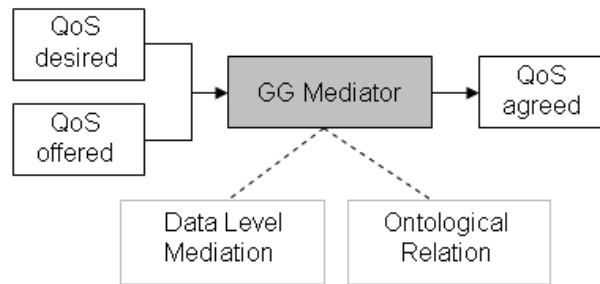 QoS
desired
QoS
offered
GG Mediator
QoS
agreed
Data Level
Mediation
Ontological
Relation